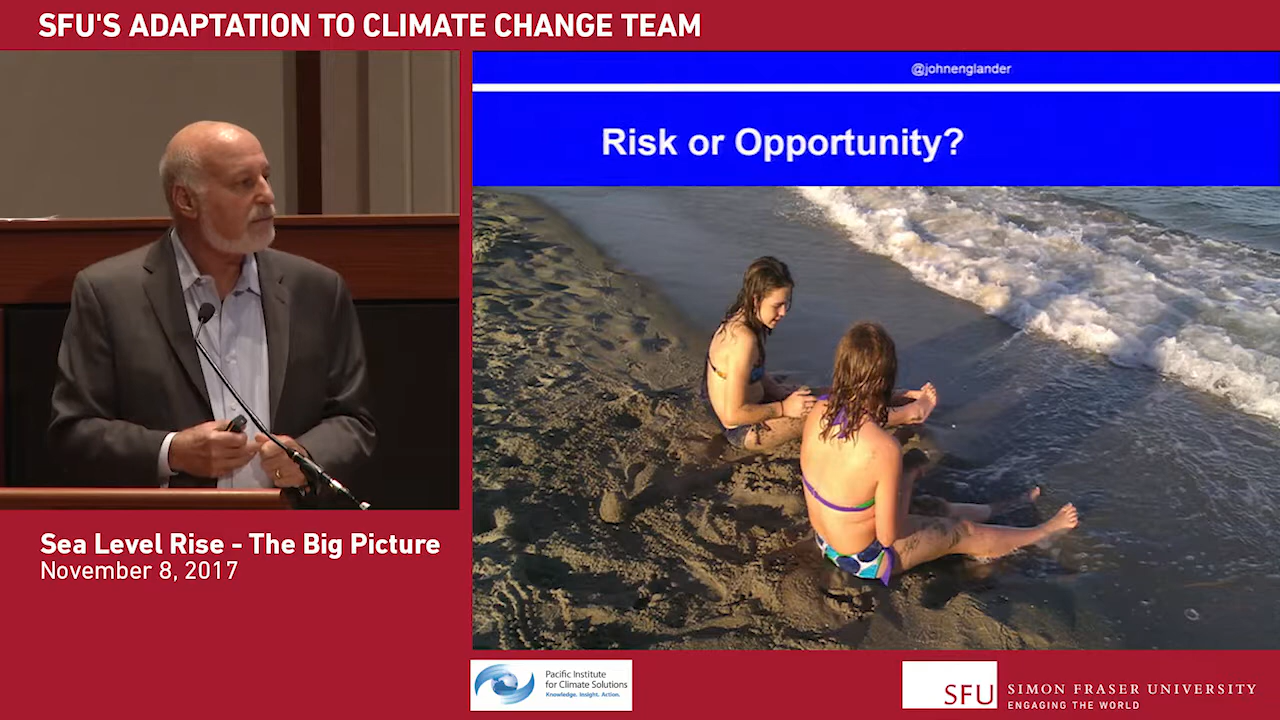 SFU'S ADAPTATION TO CLIMATE CHANGE TEAM
@johnenglander
Risk or Opportunity?
Sea Level Rise - The Big Picture
November 8, 2017
Pacific Institute
for Climate Solutions
Knowledge. Insight. Action.
SFU
SIMON FRASER UNIVERSITY
ENGAGING THE WORLD